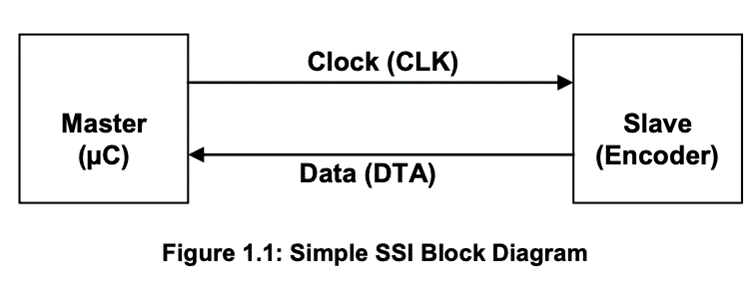 Clock (CLK)
Master
(µC)
Slave
(Encoder)
Data (DTA)
Figure 1.1: Simple SSI Block Diagram